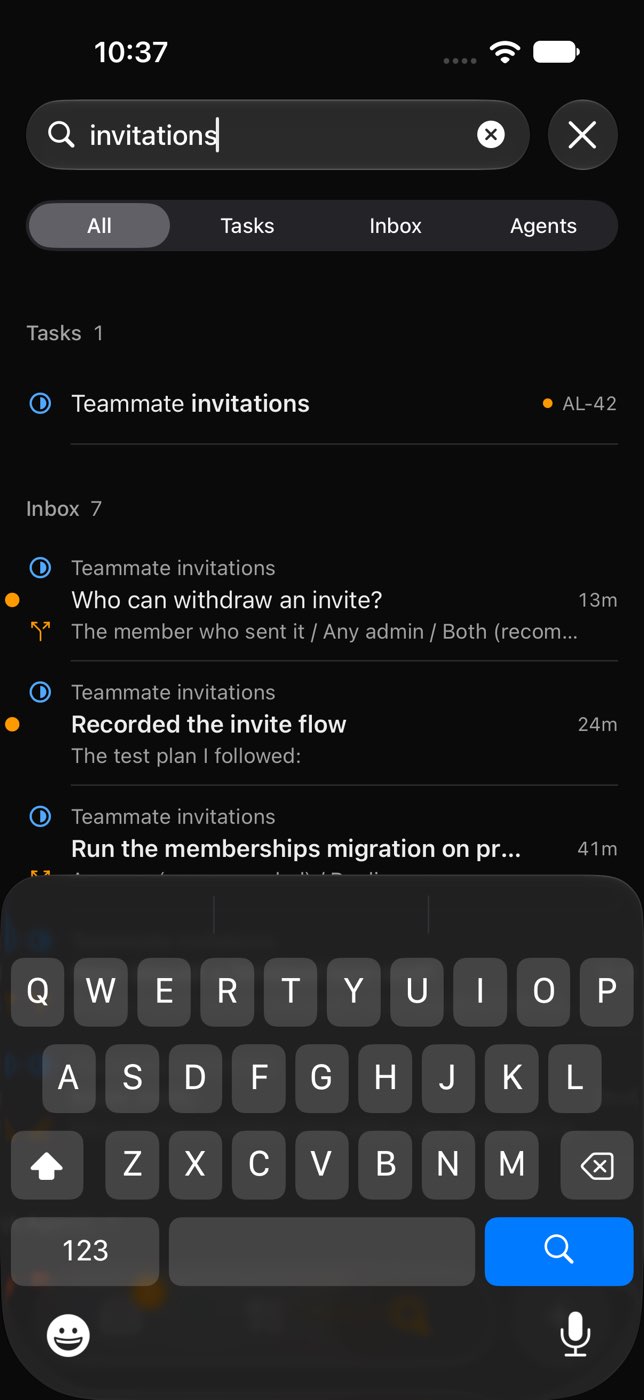 10:37
invitations
All Tasks Inbox Agents
Tasks 1
Teammate invitations AL-42
Inbox 7
Teammate invitations
Who can withdraw an invite? 13m
The member who sent it / Any admin / Both (recom...
Teammate invitations
Recorded the invite flow 24m
The test plan I followed:
Teammate invitations
Run the memberships migration on pr... 41m
Q W E R T Y U I O P
A S D F G H J K L
Z X C V B N M
123